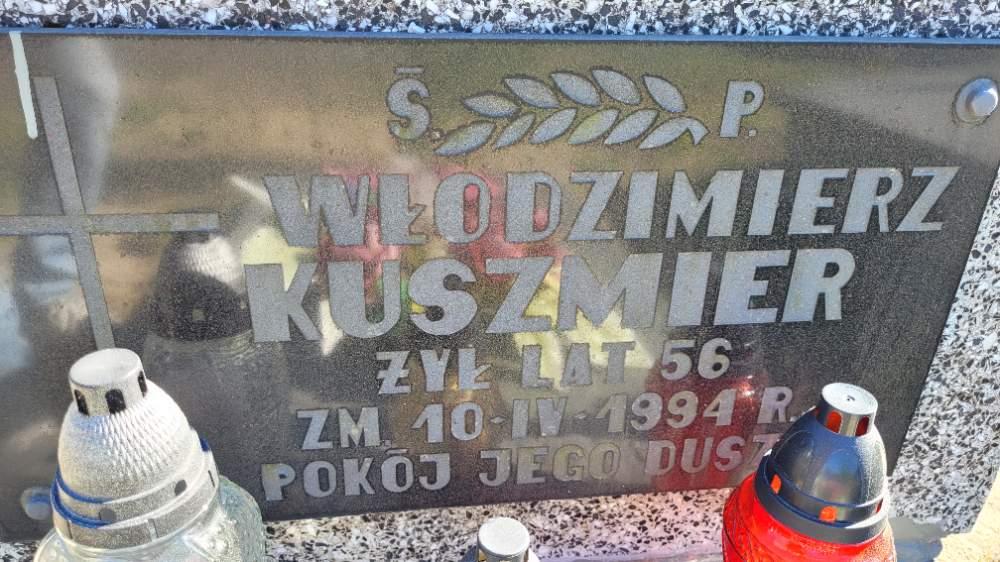 Ś. P.
WŁODZIMIERZ
KUSZMIER
ŻYŁ LAT 56
ZM. 10-IV-1994 R.
POKÓJ JEGO